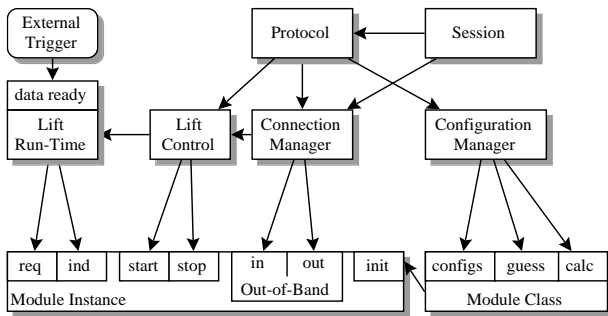 External
Trigger
Protocol
Session
data ready
Lift
Run-Time
Lift
Control
Connection
Manager
Configuration
Manager
req
ind
start
stop
in
out
init
Out-of-Band
Module Instance
configs
guess
calc
Module Class